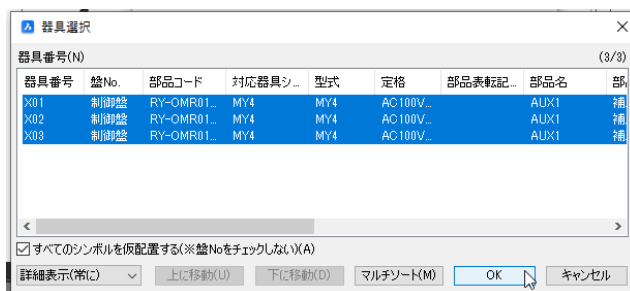 器具選択
器具番号(N) (3/3)
器具番号 盤No. 部品コード 対応器具シ... 型式 定格 部品表転記... 部品名 部
X01 制御盤 RY-OMR01... MY4 MY4 AC100V... AUX1 補
X02 制御盤 RY-OMR01... MY4 MY4 AC100V... AUX1 補
X03 制御盤 RY-OMR01... MY4 MY4 AC100V... AUX1 補
すべてのシンボルを仮配置する(※盤Noをチェックしない)(A)
詳細表示(常に) 上に移動(U) 下に移動(D) マルチソート(M) OK キャンセル